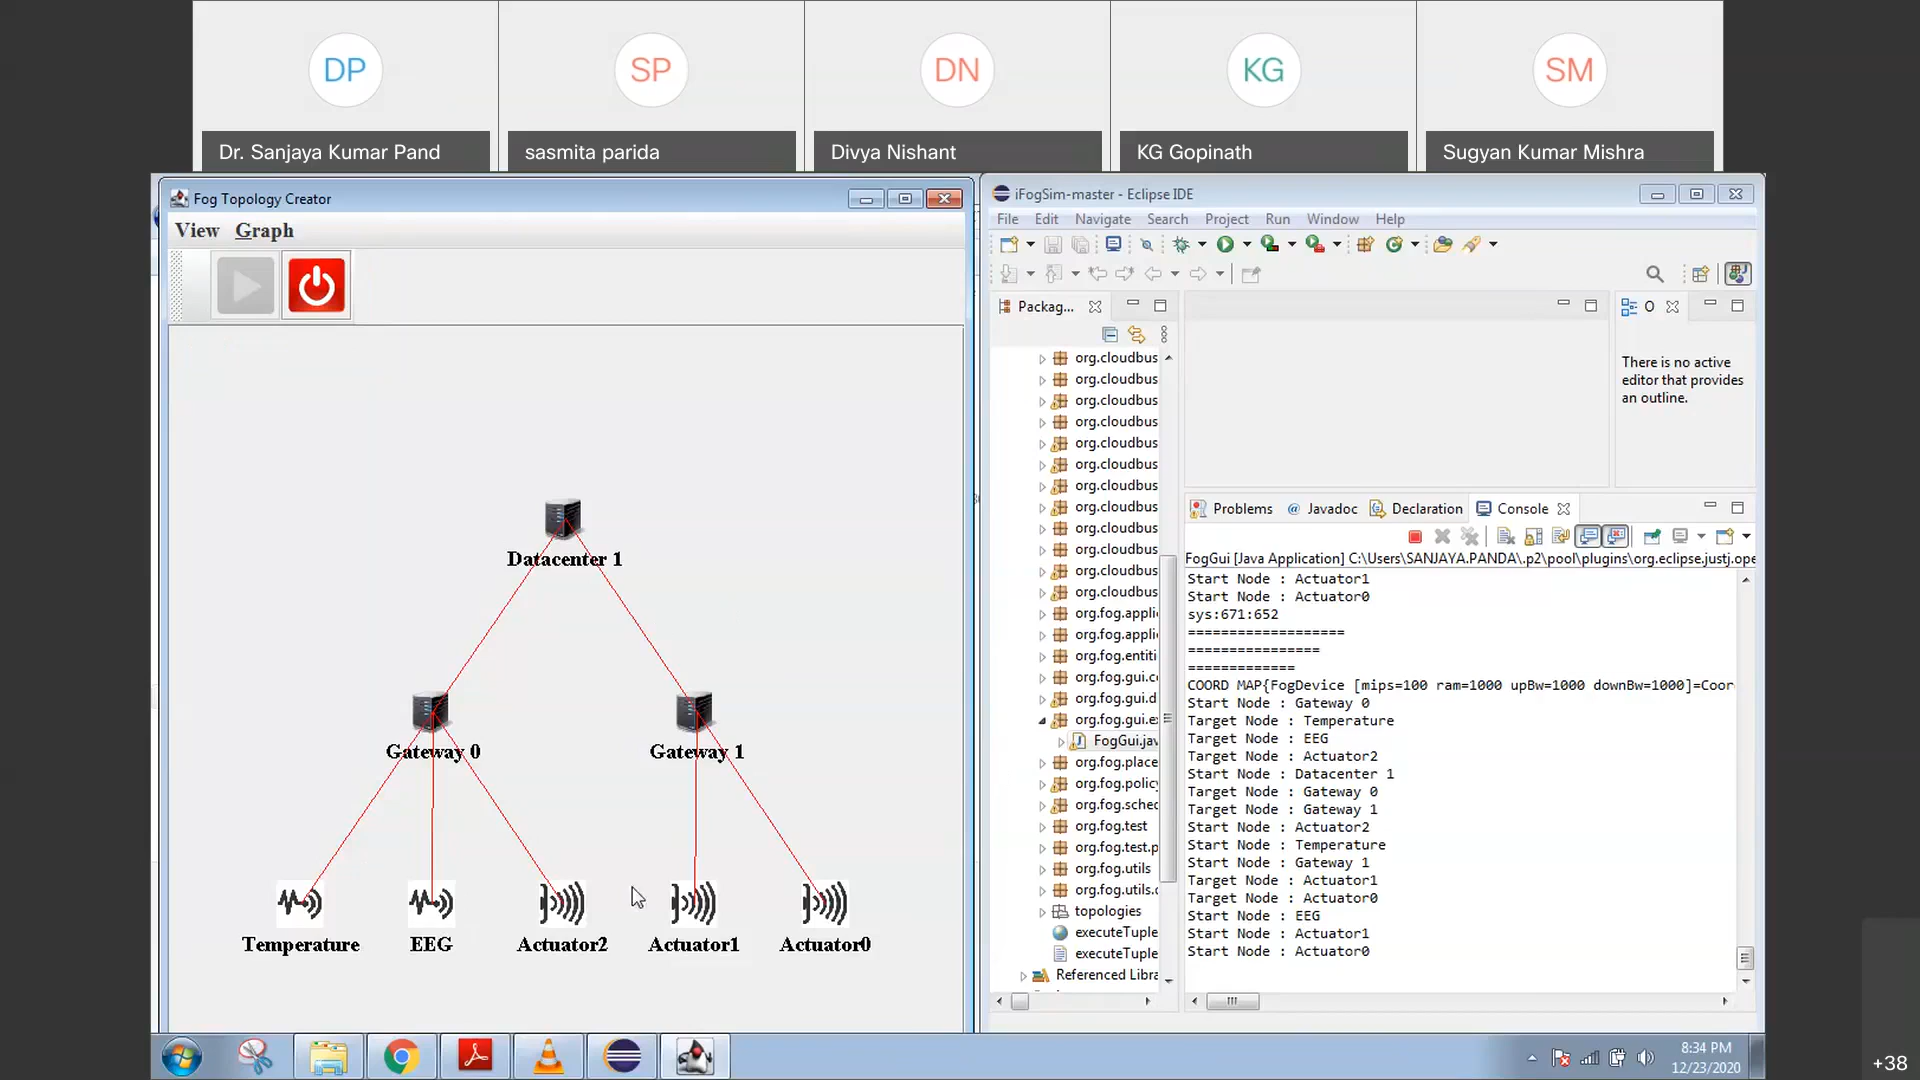 DP
SP
DN
KG
SM
Dr. Sanjaya Kumar Pand
sasmita parida
Divya Nishant
KG Gopinath
Sugyan Kumar Mishra
Fog Topology Creator
View Graph
Datacenter 1
Gateway 0
Gateway 1
Temperature
EEG
Actuator2
Actuator1
Actuator0
iFogSim-master - Eclipse IDE
File Edit Navigate Search Project Run Window Help
Packag...
org.cloudbus
org.cloudbus
org.cloudbus
org.cloudbus
org.cloudbus
org.cloudbus
org.cloudbus
org.cloudbus
org.cloudbus
org.cloudbus
org.cloudbus
org.cloudbus
org.fog.appli
org.fog.appli
org.fog.entiti
org.fog.gui.c
org.fog.gui.d
org.fog.gui.e
FogGui.jav
org.fog.place
org.fog.policy
org.fog.sched
org.fog.test
org.fog.test.p
org.fog.utils
org.fog.utils.
topologies
executeTuple
executeTuple
Referenced Libra
O
There is no active
editor that provides
an outline.
Problems @ Javadoc Declaration Console
FogGui [Java Application] C:\Users\SANJAYA.PANDA\.p2\pool\plugins\org.eclipse.justj.ope
Start Node : Actuator1
Start Node : Actuator0
sys:671:652
===================
================
=============
COORD MAP{FogDevice [mips=100 ram=1000 upBw=1000 downBw=1000]=Coor
Start Node : Gateway 0
Target Node : Temperature
Target Node : EEG
Target Node : Actuator2
Start Node : Datacenter 1
Target Node : Gateway 0
Target Node : Gateway 1
Start Node : Actuator2
Start Node : Temperature
Start Node : Gateway 1
Target Node : Actuator1
Target Node : Actuator0
Start Node : EEG
Start Node : Actuator1
Start Node : Actuator0
8:34 PM
12/23/2020
+38